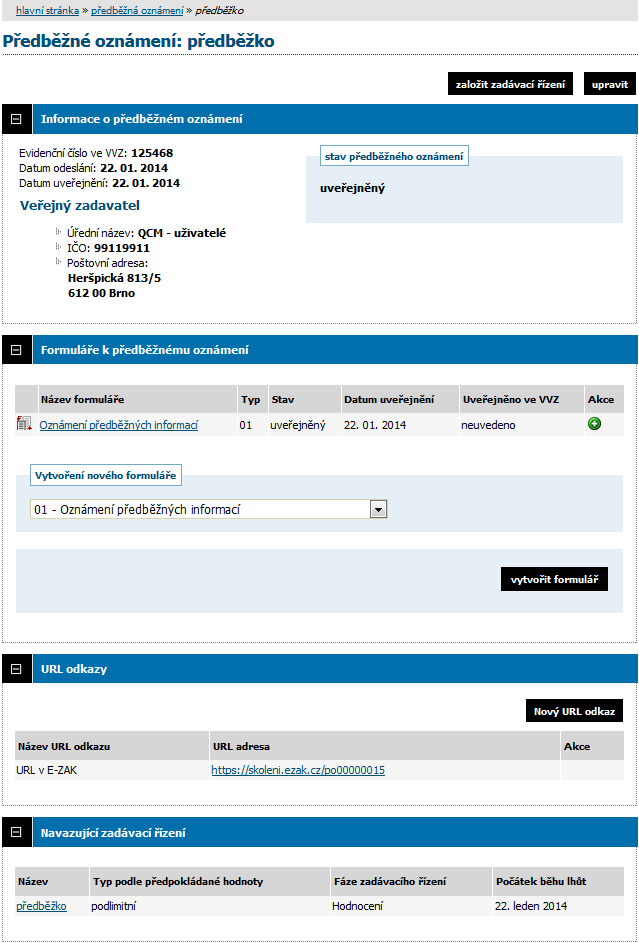 hlavní stránka » předběžná oznámení » předběžko
Předběžné oznámení: předběžko
založit zadávací řízení upravit
Informace o předběžném oznámení
Evidenční číslo ve VVZ: 125468
Datum odeslání: 22. 01. 2014
Datum uveřejnění: 22. 01. 2014
Veřejný zadavatel
Úřední název: QCM - uživatelé
IČO: 99119911
Poštovní adresa:
Heršpická 813/5
612 00 Brno
stav předběžného oznámení
uveřejněný
Formuláře k předběžnému oznámení
Název formuláře Typ Stav Datum uveřejnění Uveřejněno ve VVZ Akce
Oznámení předběžných informací 01 uveřejněný 22. 01. 2014 neuvedeno
Vytvoření nového formuláře
01 - Oznámení předběžných informací
vytvořit formulář
URL odkazy
Nový URL odkaz
Název URL odkazu URL adresa Akce
URL v E-ZAK https://skoleni.ezak.cz/po00000015
Navazující zadávací řízení
Název Typ podle předpokládané hodnoty Fáze zadávacího řízení Počátek běhu lhůt
předběžko podlimitní Hodnocení 22. leden 2014